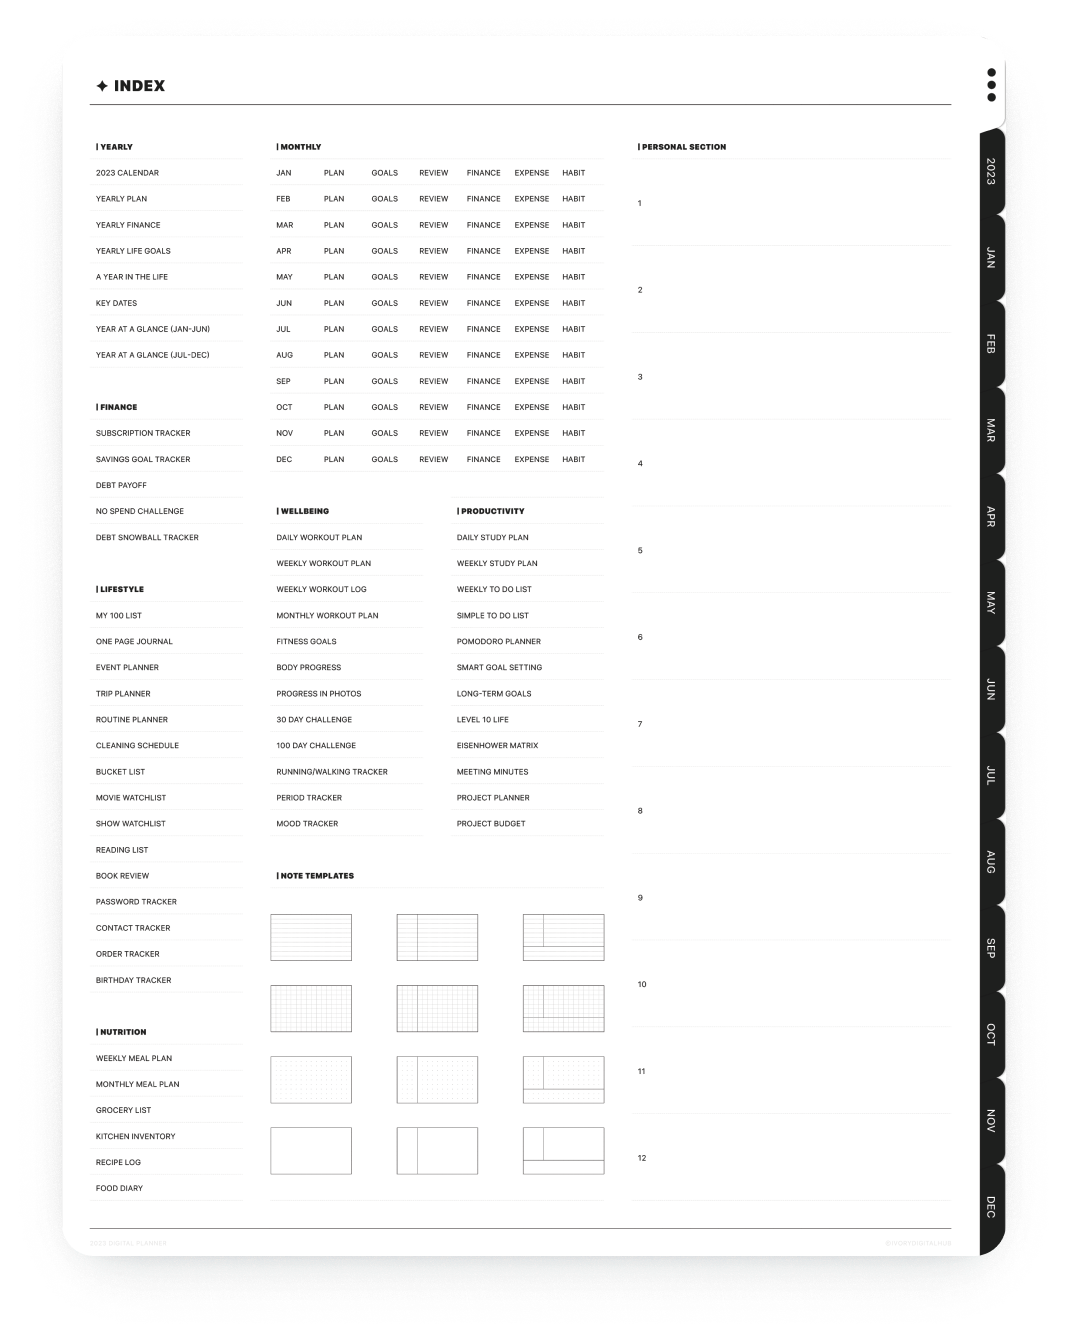 INDEX
| YEARLY
2023 CALENDAR
YEARLY PLAN
YEARLY FINANCE
YEARLY LIFE GOALS
A YEAR IN THE LIFE
KEY DATES
YEAR AT A GLANCE (JAN-JUN)
YEAR AT A GLANCE (JUL-DEC)
| FINANCE
SUBSCRIPTION TRACKER
SAVINGS GOAL TRACKER
DEBT PAYOFF
NO SPEND CHALLENGE
DEBT SNOWBALL TRACKER
| LIFESTYLE
MY 100 LIST
ONE PAGE JOURNAL
EVENT PLANNER
TRIP PLANNER
ROUTINE PLANNER
CLEANING SCHEDULE
BUCKET LIST
MOVIE WATCHLIST
SHOW WATCHLIST
READING LIST
BOOK REVIEW
PASSWORD TRACKER
CONTACT TRACKER
ORDER TRACKER
BIRTHDAY TRACKER
| NUTRITION
WEEKLY MEAL PLAN
MONTHLY MEAL PLAN
GROCERY LIST
KITCHEN INVENTORY
RECIPE LOG
FOOD DIARY
| MONTHLY
JAN PLAN GOALS REVIEW FINANCE EXPENSE HABIT
FEB PLAN GOALS REVIEW FINANCE EXPENSE HABIT
MAR PLAN GOALS REVIEW FINANCE EXPENSE HABIT
APR PLAN GOALS REVIEW FINANCE EXPENSE HABIT
MAY PLAN GOALS REVIEW FINANCE EXPENSE HABIT
JUN PLAN GOALS REVIEW FINANCE EXPENSE HABIT
JUL PLAN GOALS REVIEW FINANCE EXPENSE HABIT
AUG PLAN GOALS REVIEW FINANCE EXPENSE HABIT
SEP PLAN GOALS REVIEW FINANCE EXPENSE HABIT
OCT PLAN GOALS REVIEW FINANCE EXPENSE HABIT
NOV PLAN GOALS REVIEW FINANCE EXPENSE HABIT
DEC PLAN GOALS REVIEW FINANCE EXPENSE HABIT
| WELLBEING
DAILY WORKOUT PLAN
WEEKLY WORKOUT PLAN
WEEKLY WORKOUT LOG
MONTHLY WORKOUT PLAN
FITNESS GOALS
BODY PROGRESS
PROGRESS IN PHOTOS
30 DAY CHALLENGE
100 DAY CHALLENGE
RUNNING/WALKING TRACKER
PERIOD TRACKER
MOOD TRACKER
| PRODUCTIVITY
DAILY STUDY PLAN
WEEKLY STUDY PLAN
WEEKLY TO DO LIST
SIMPLE TO DO LIST
POMODORO PLANNER
SMART GOAL SETTING
LONG-TERM GOALS
LEVEL 10 LIFE
EISENHOWER MATRIX
MEETING MINUTES
PROJECT PLANNER
PROJECT BUDGET
| NOTE TEMPLATES
| PERSONAL SECTION
1
2
3
4
5
6
7
8
9
10
11
12
2023
JAN
FEB
MAR
APR
MAY
JUN
JUL
AUG
SEP
OCT
NOV
DEC
2023 DIGITAL PLANNER